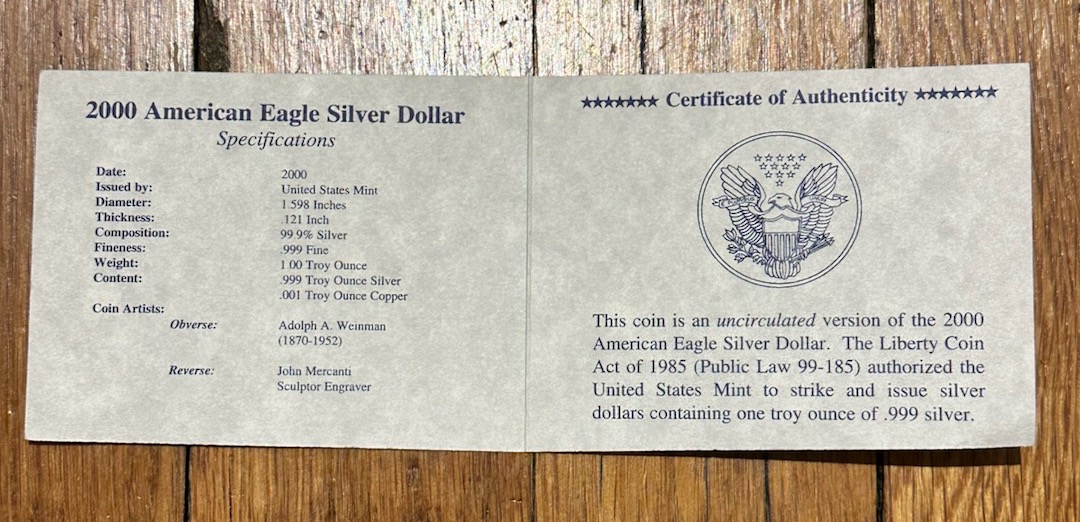 2000 American Eagle Silver Dollar
Specifications
Date: 2000
Issued by: United States Mint
Diameter: 1.598 Inches
Thickness: .121 Inch
Composition: 99.9% Silver
Fineness: .999 Fine
Weight: 1.00 Troy Ounce
Content: .999 Troy Ounce Silver
.001 Troy Ounce Copper
Coin Artists:
Obverse: Adolph A. Weinman
(1870-1952)
Reverse: John Mercanti
Sculptor Engraver
★★★★★★★ Certificate of Authenticity ★★★★★★★
This coin is an uncirculated version of the 2000
American Eagle Silver Dollar. The Liberty Coin
Act of 1985 (Public Law 99-185) authorized the
United States Mint to strike and issue silver
dollars containing one troy ounce of .999 silver.